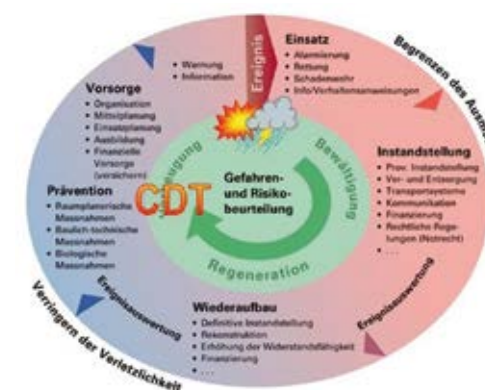 Ereignis
Einsatz
• Alarmierung
• Rettung
• Schadenwehr
• Info/Verhaltensanweisungen
Begrenzen des
Instandstellung
• Prov. Instandstellung
• Ver- und Entsorgung
• Transportsysteme
• Kommunikation
• Finanzierung
• Rechtliche Rege-
lungen (Notrecht)
• . . .
Ereignisauswertung
Wiederaufbau
• Definitive Instandstellung
• Rekonstruktion
• Erhöhung der Widerstandsfähigkeit
• Finanzierung
• . . .
Ereignisauswertung
Verringern der Verletzlichkeit
Prävention
• Raumplanerische
Massnahmen
• Baulich-technische
Massnahmen
• Biologische
Massnahmen
Vorsorge
• Organisation
• Mittelplanung
• Einsatzplanung
• Ausbildung
• Finanzielle
Vorsorge
(versichern)
• Warnung
• Information
Bewältigung
Regeneration
CDT
Gefahren-
und Risiko-
beurteilung